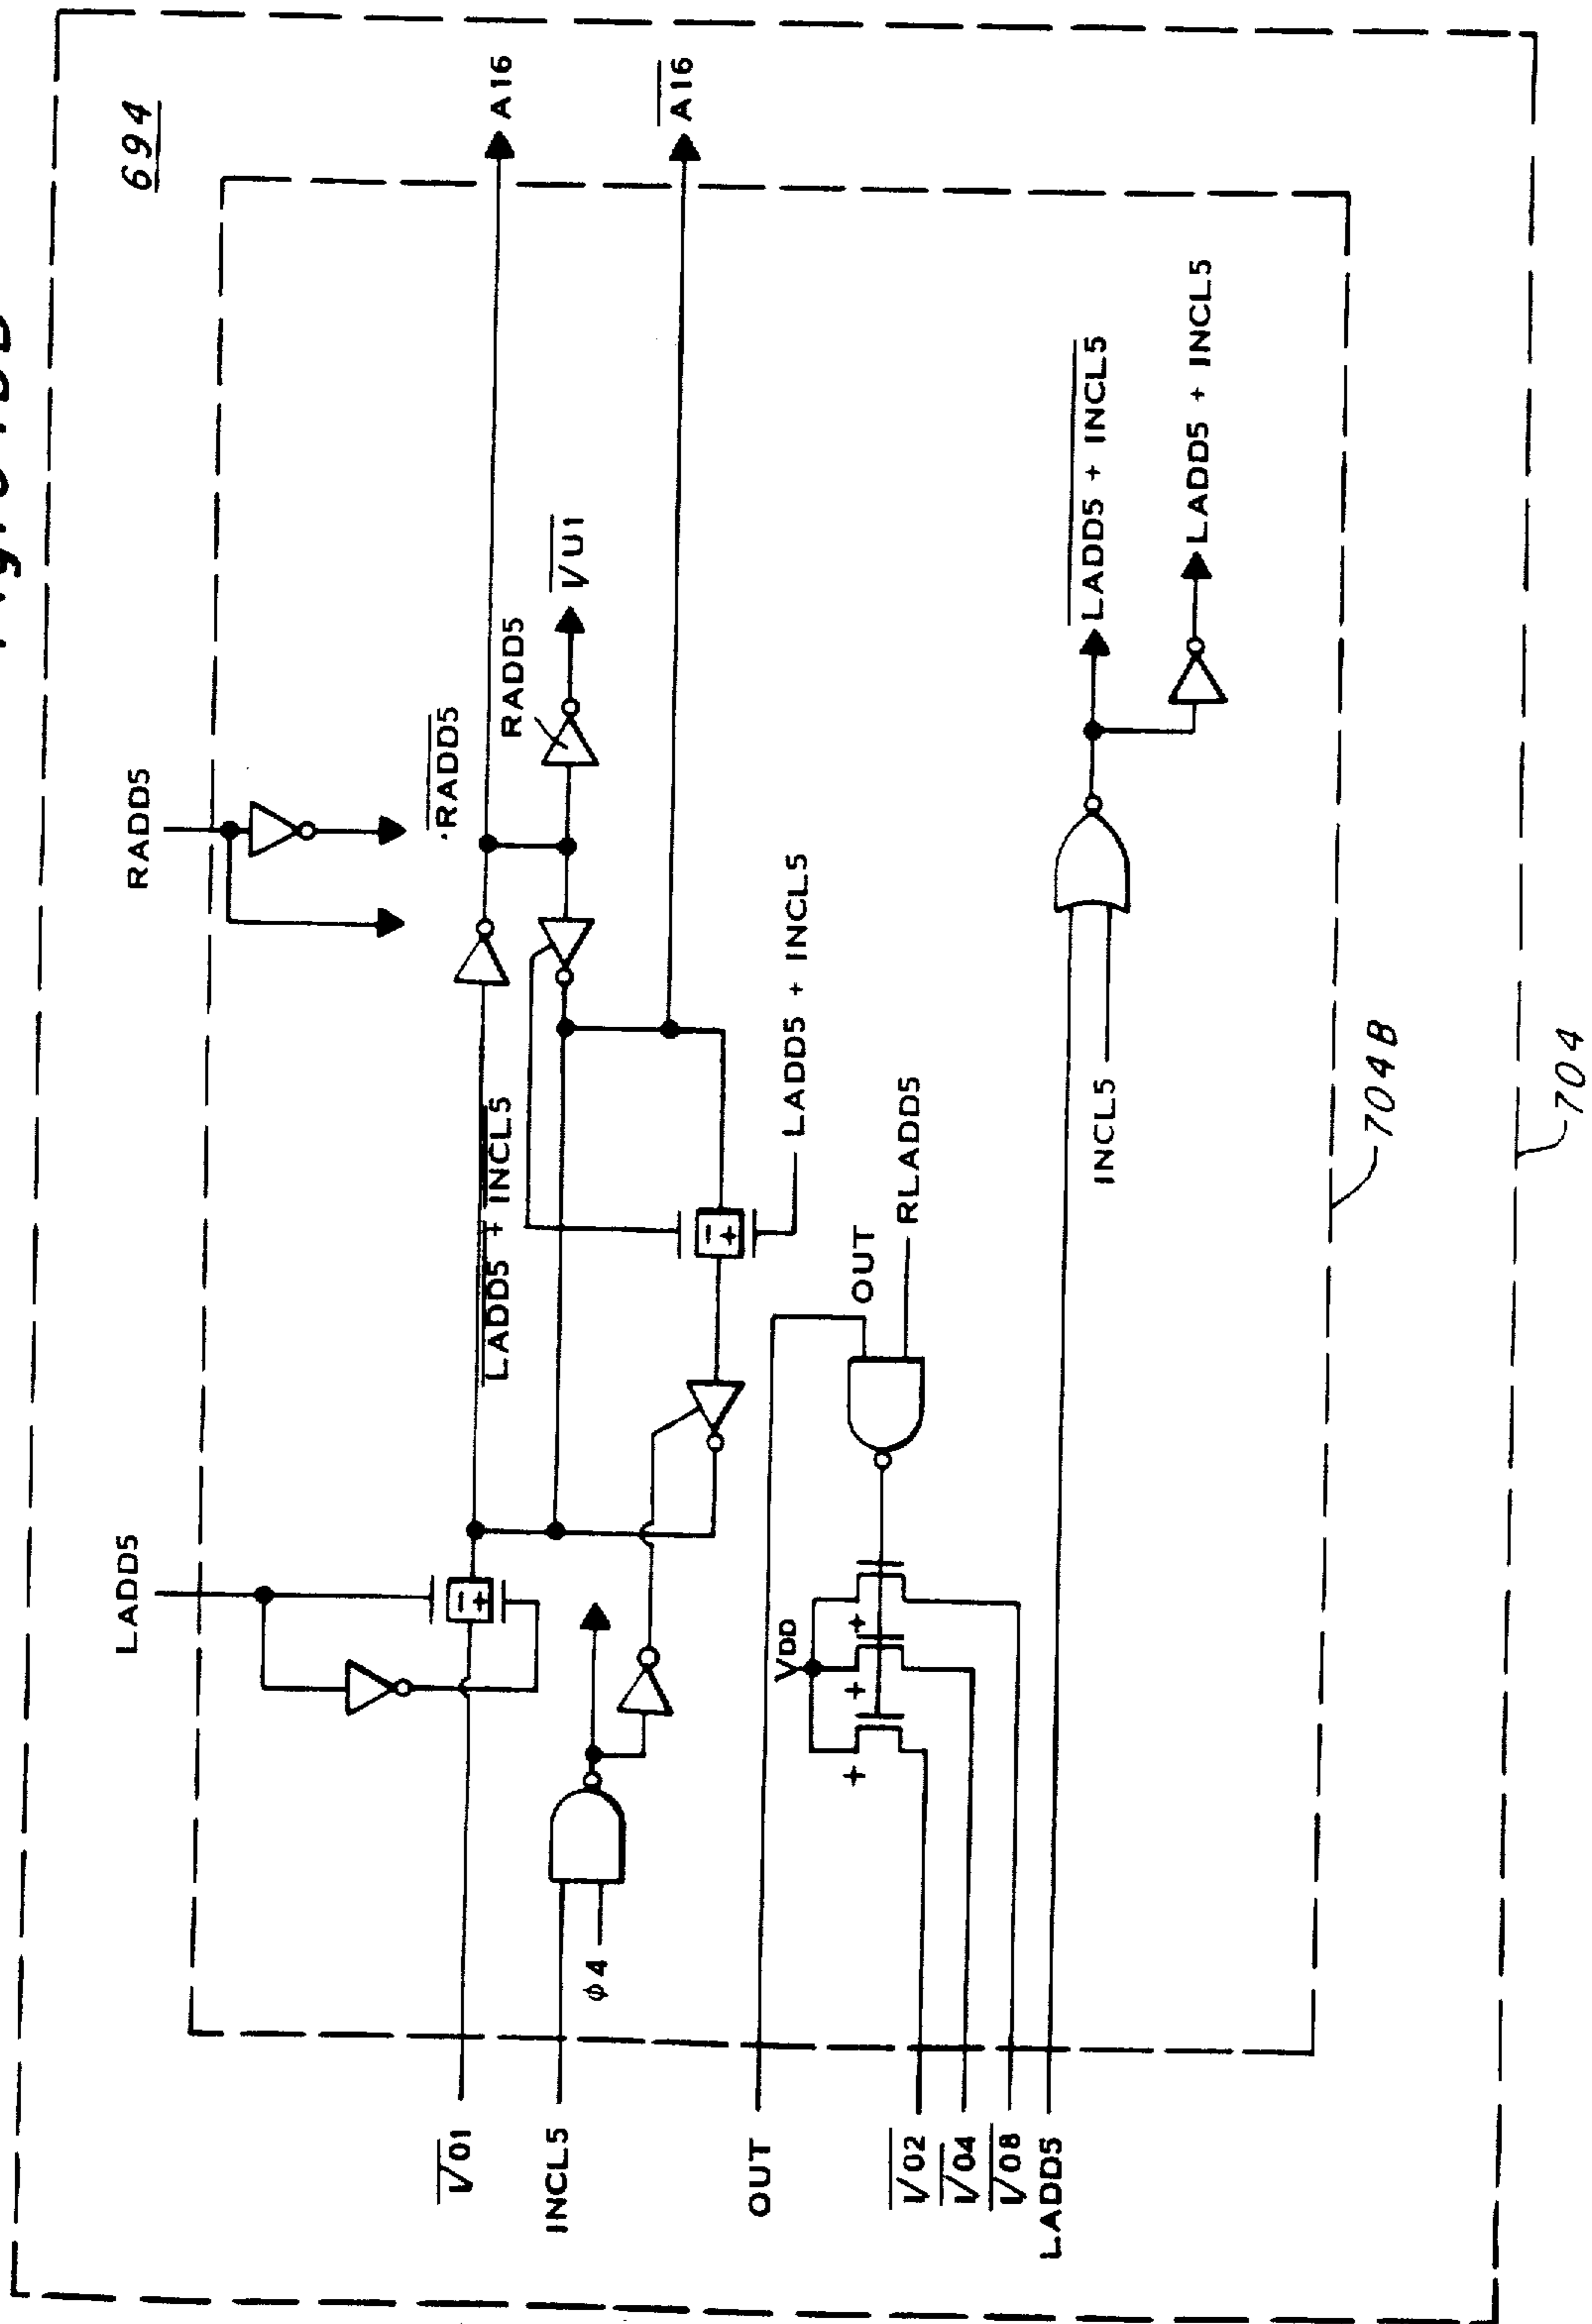 694
LADD5
RADD5
A16
A16
RADD5
RADD5
VU1
LADD5 + INCL5
LADD5 + INCL5
V01
INCL5
φ4
OUT
OUT
RLADD5
VDD
+
+
+
- +
- +
V02
V04
V08
LADD5
INCL5
LADD5 + INCL5
LADD5 + INCL5
704B
704